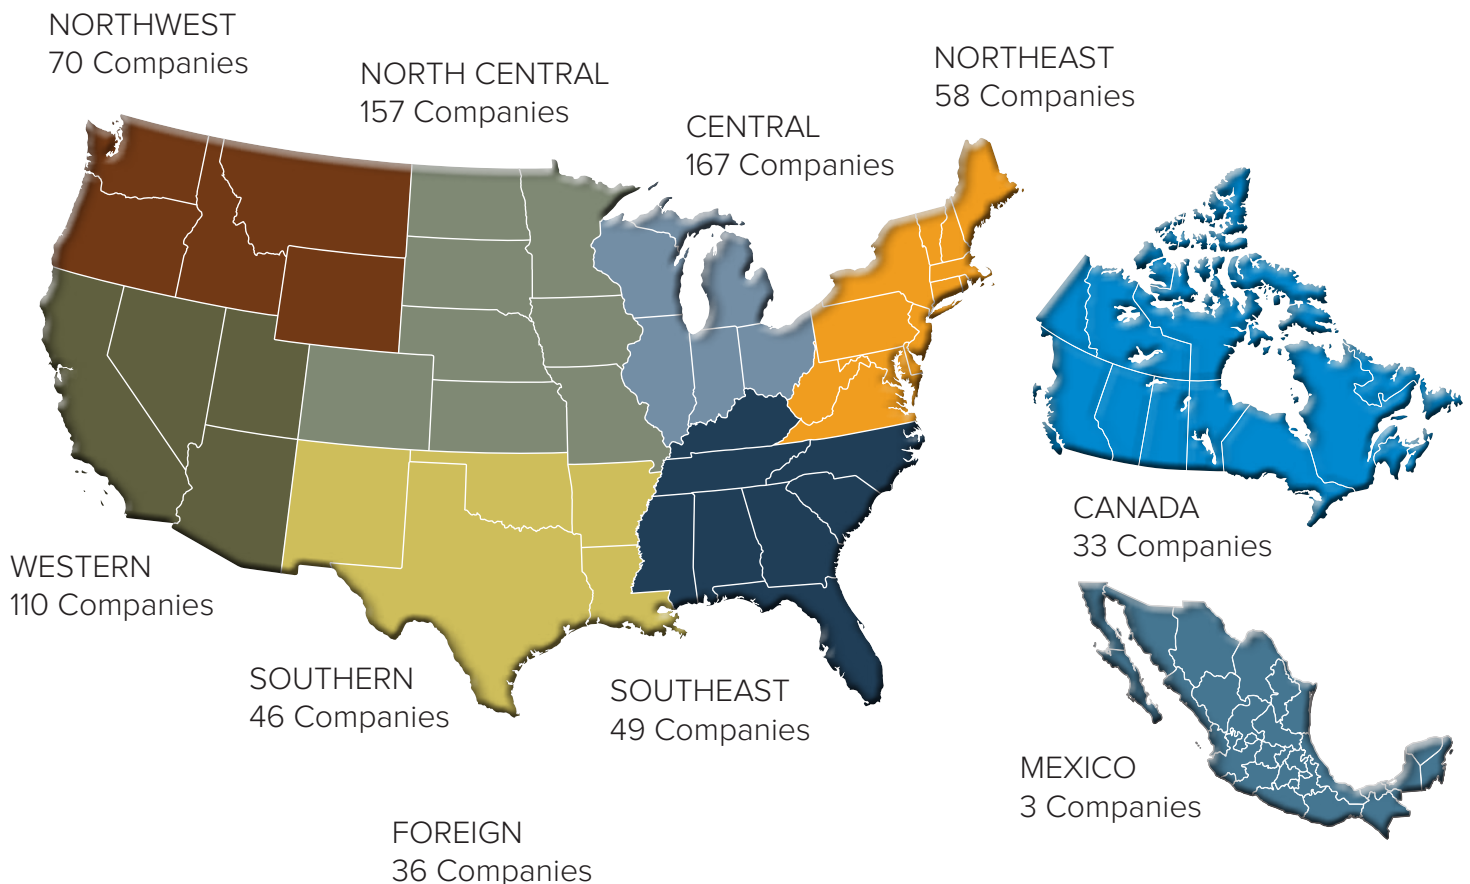 NORTHWEST
70 Companies
NORTH CENTRAL
157 Companies
CENTRAL
167 Companies
NORTHEAST
58 Companies
WESTERN
110 Companies
SOUTHERN
46 Companies
SOUTHEAST
49 Companies
CANADA
33 Companies
MEXICO
3 Companies
FOREIGN
36 Companies